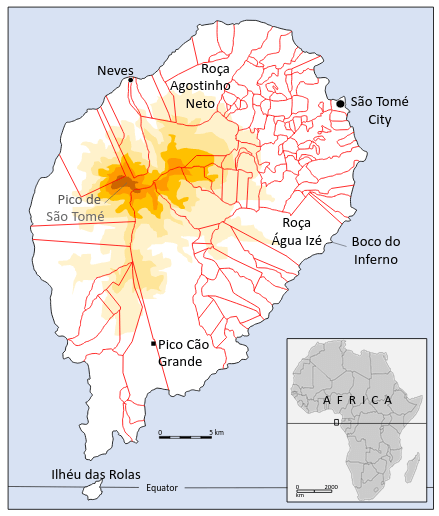 Neves
Roça
Agostinho
Neto
São Tomé
City
Pico de
São Tomé
Roça
Água Izé
Boco do
Inferno
Pico Cão
Grande
0 5 km
Ilhéu das Rolas
Equator
AFRICA
0 2000
km